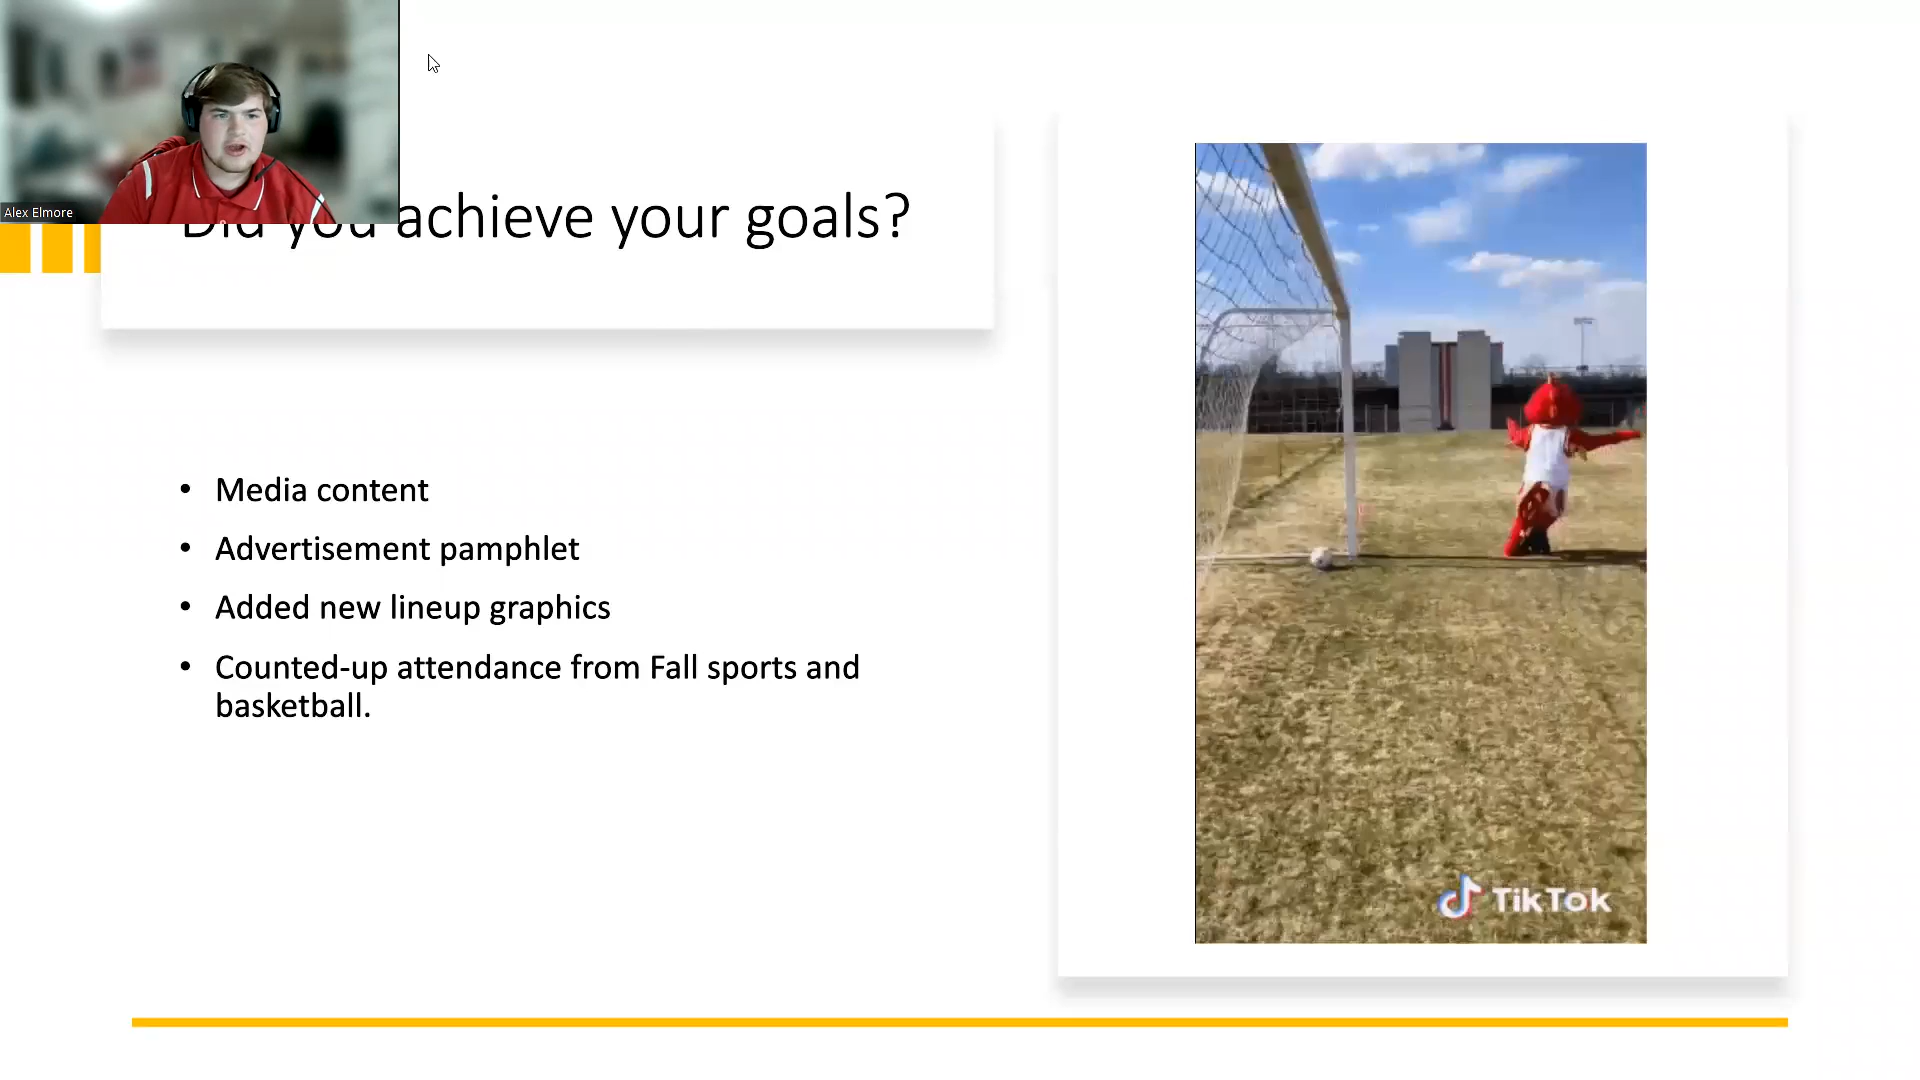 Alex Elmore
Did you achieve your goals?
• Media content
• Advertisement pamphlet
• Added new lineup graphics
• Counted-up attendance from Fall sports and
basketball.
TikTok